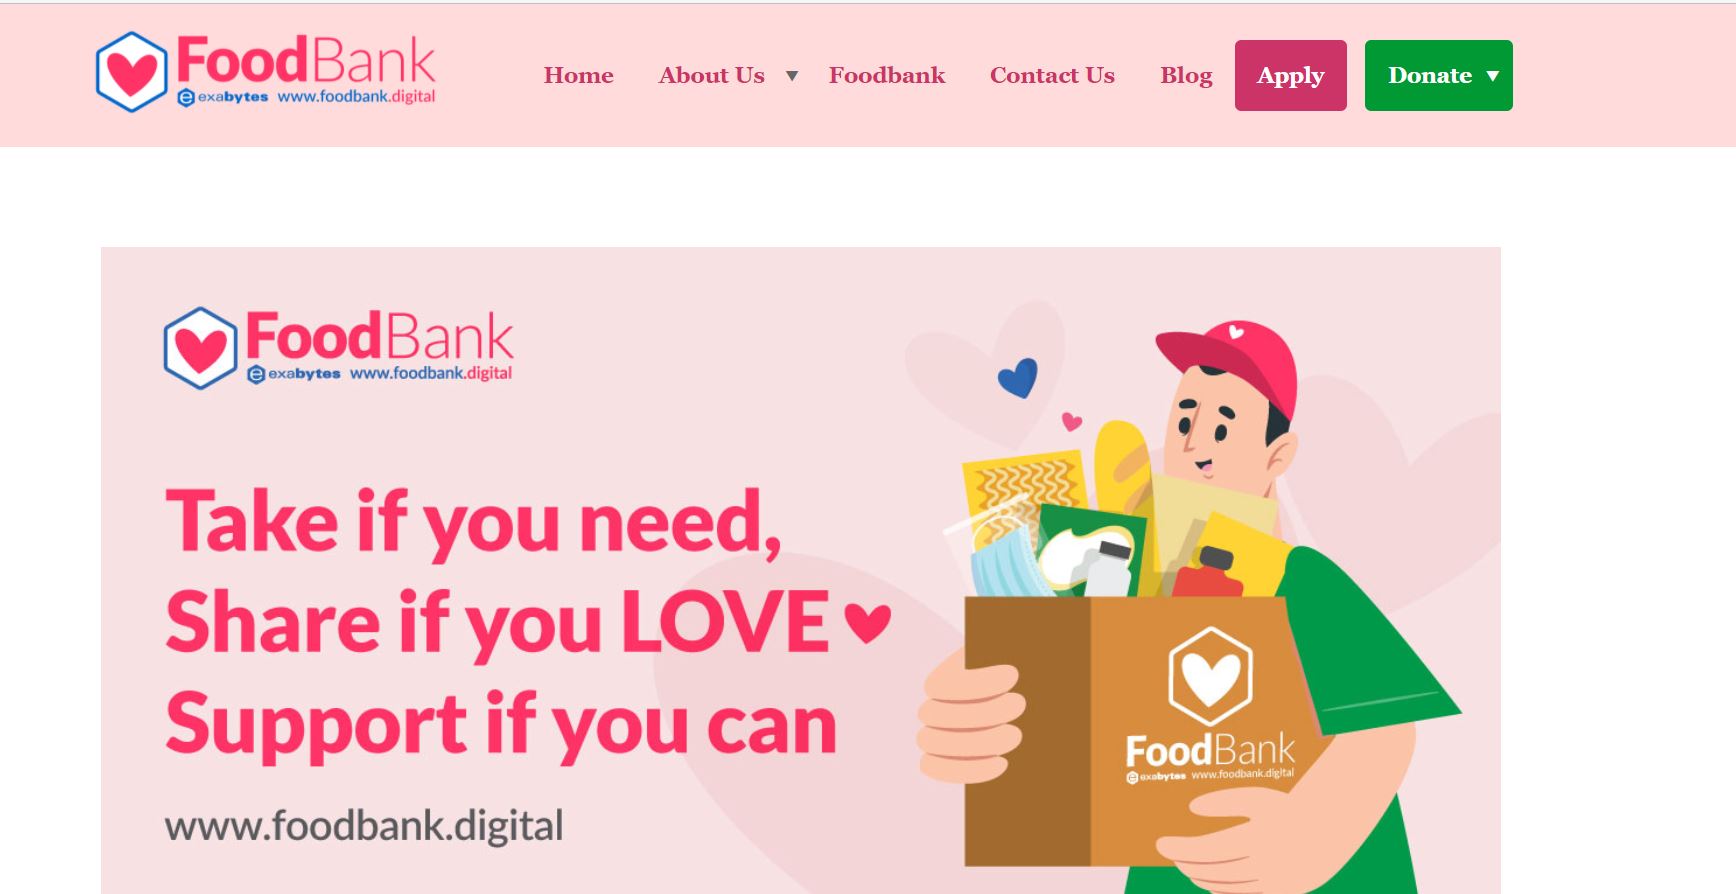 FoodBank
exabytes www.foodbank.digital
Home About Us Foodbank Contact Us Blog Apply Donate
FoodBank
exabytes www.foodbank.digital
Take if you need,
Share if you LOVE
Support if you can
www.foodbank.digital
FoodBank
exabytes www.foodbank.digital